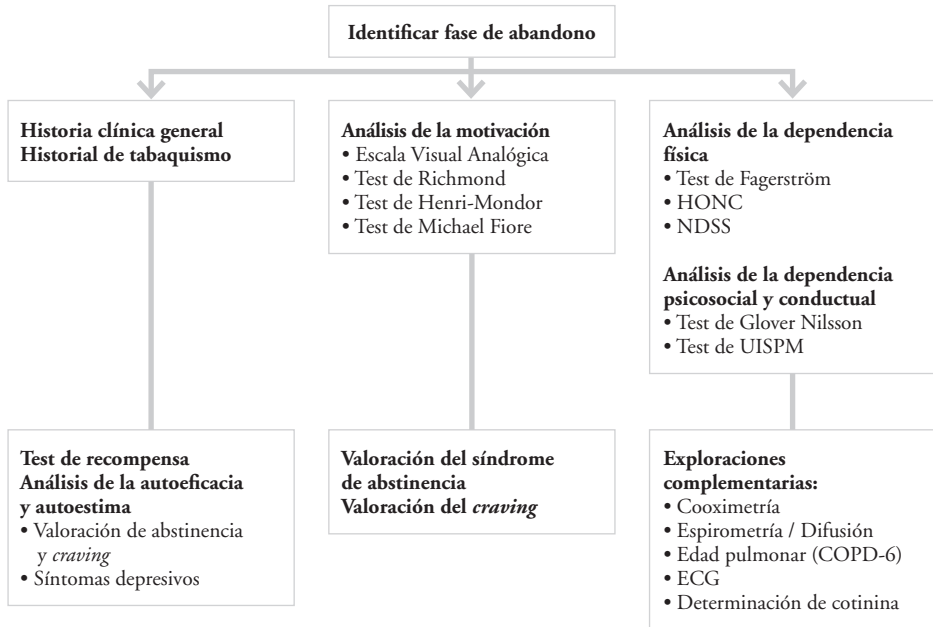 Identificar fase de abandono
Historia clínica general
Historial de tabaquismo
Análisis de la motivación
• Escala Visual Analógica
• Test de Richmond
• Test de Henri-Mondor
• Test de Michael Fiore
Análisis de la dependencia
física
• Test de Fagerström
• HONC
• NDSS
Análisis de la dependencia
psicosocial y conductual
• Test de Glover Nilsson
• Test de UISPM
Test de recompensa
Análisis de la autoeficacia
y autoestima
• Valoración de abstinencia
y craving
• Síntomas depresivos
Valoración del síndrome
de abstinencia
Valoración del craving
Exploraciones
complementarias:
• Cooximetría
• Espirometría / Difusión
• Edad pulmonar (COPD-6)
• ECG
• Determinación de cotinina